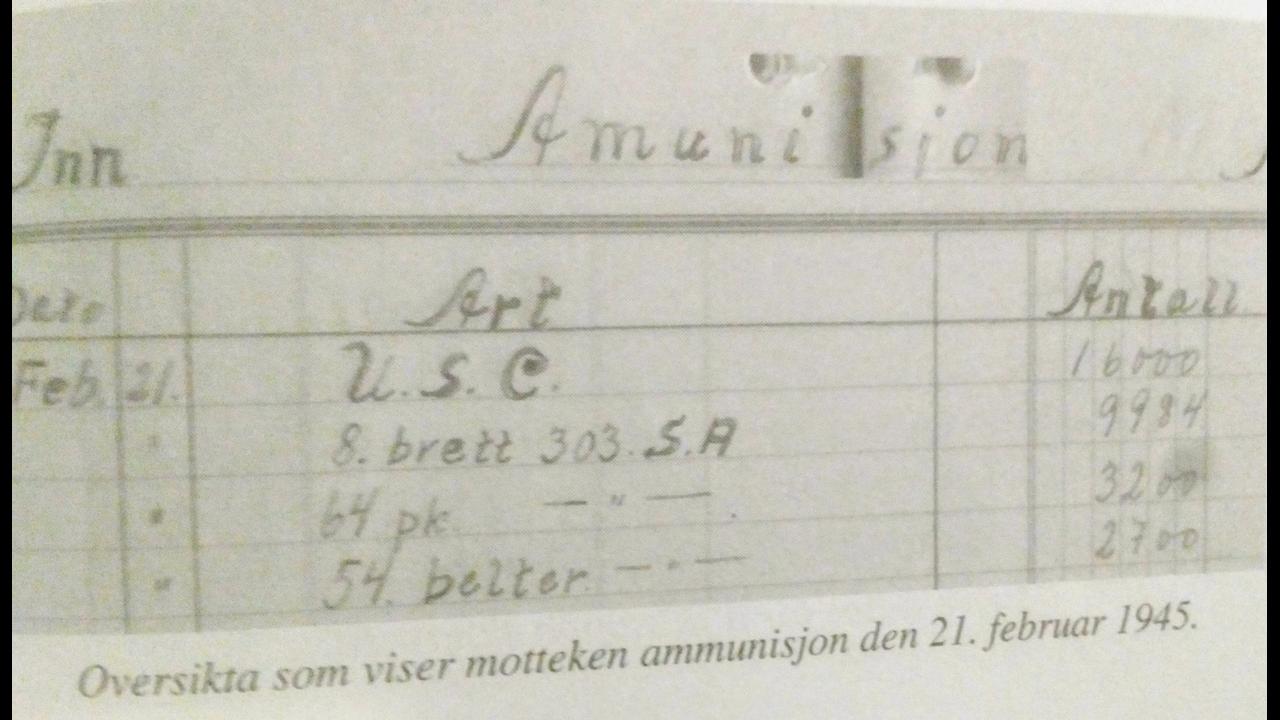 Inn Amunisjon
Dato Art Antall
Feb. 21. U.S.C. 16000
" 8. brett 303. S.A 9984
" 64 pk. — " — 3200
" 54. belter. — " — 2700
Oversikta som viser motteken ammunisjon den 21. februar 1945.